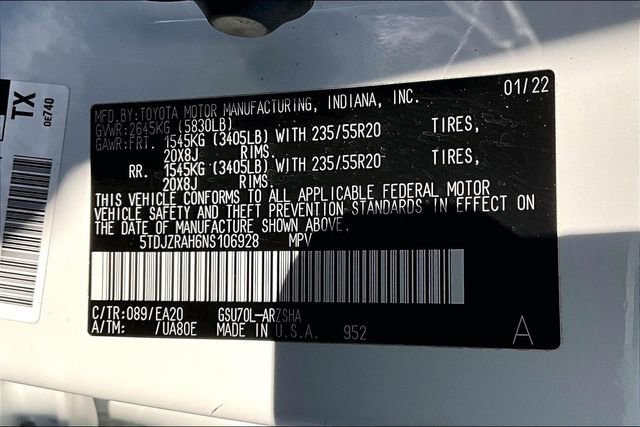 TX
0E740
MFD.BY:TOYOTA MOTOR MANUFACTURING, INDIANA, INC. 01/22
GVWR:2645KG (5830LB)
GAWR:FRT. 1545KG (3405LB) WITH 235/55R20 TIRES,
20X8J RIMS.
RR. 1545KG (3405LB) WITH 235/55R20 TIRES,
20X8J RIMS.
THIS VEHICLE CONFORMS TO ALL APPLICABLE FEDERAL MOTOR
VEHICLE SAFETY AND THEFT PREVENTION STANDARDS IN EFFECT ON
THE DATE OF MANUFACTURE SHOWN ABOVE.
5TDJZRAH6NS106928 MPV
C/TR:089/EA20 GSU70L-ARZSHA
A/TM: /UA80E MADE IN U.S.A. 952 A